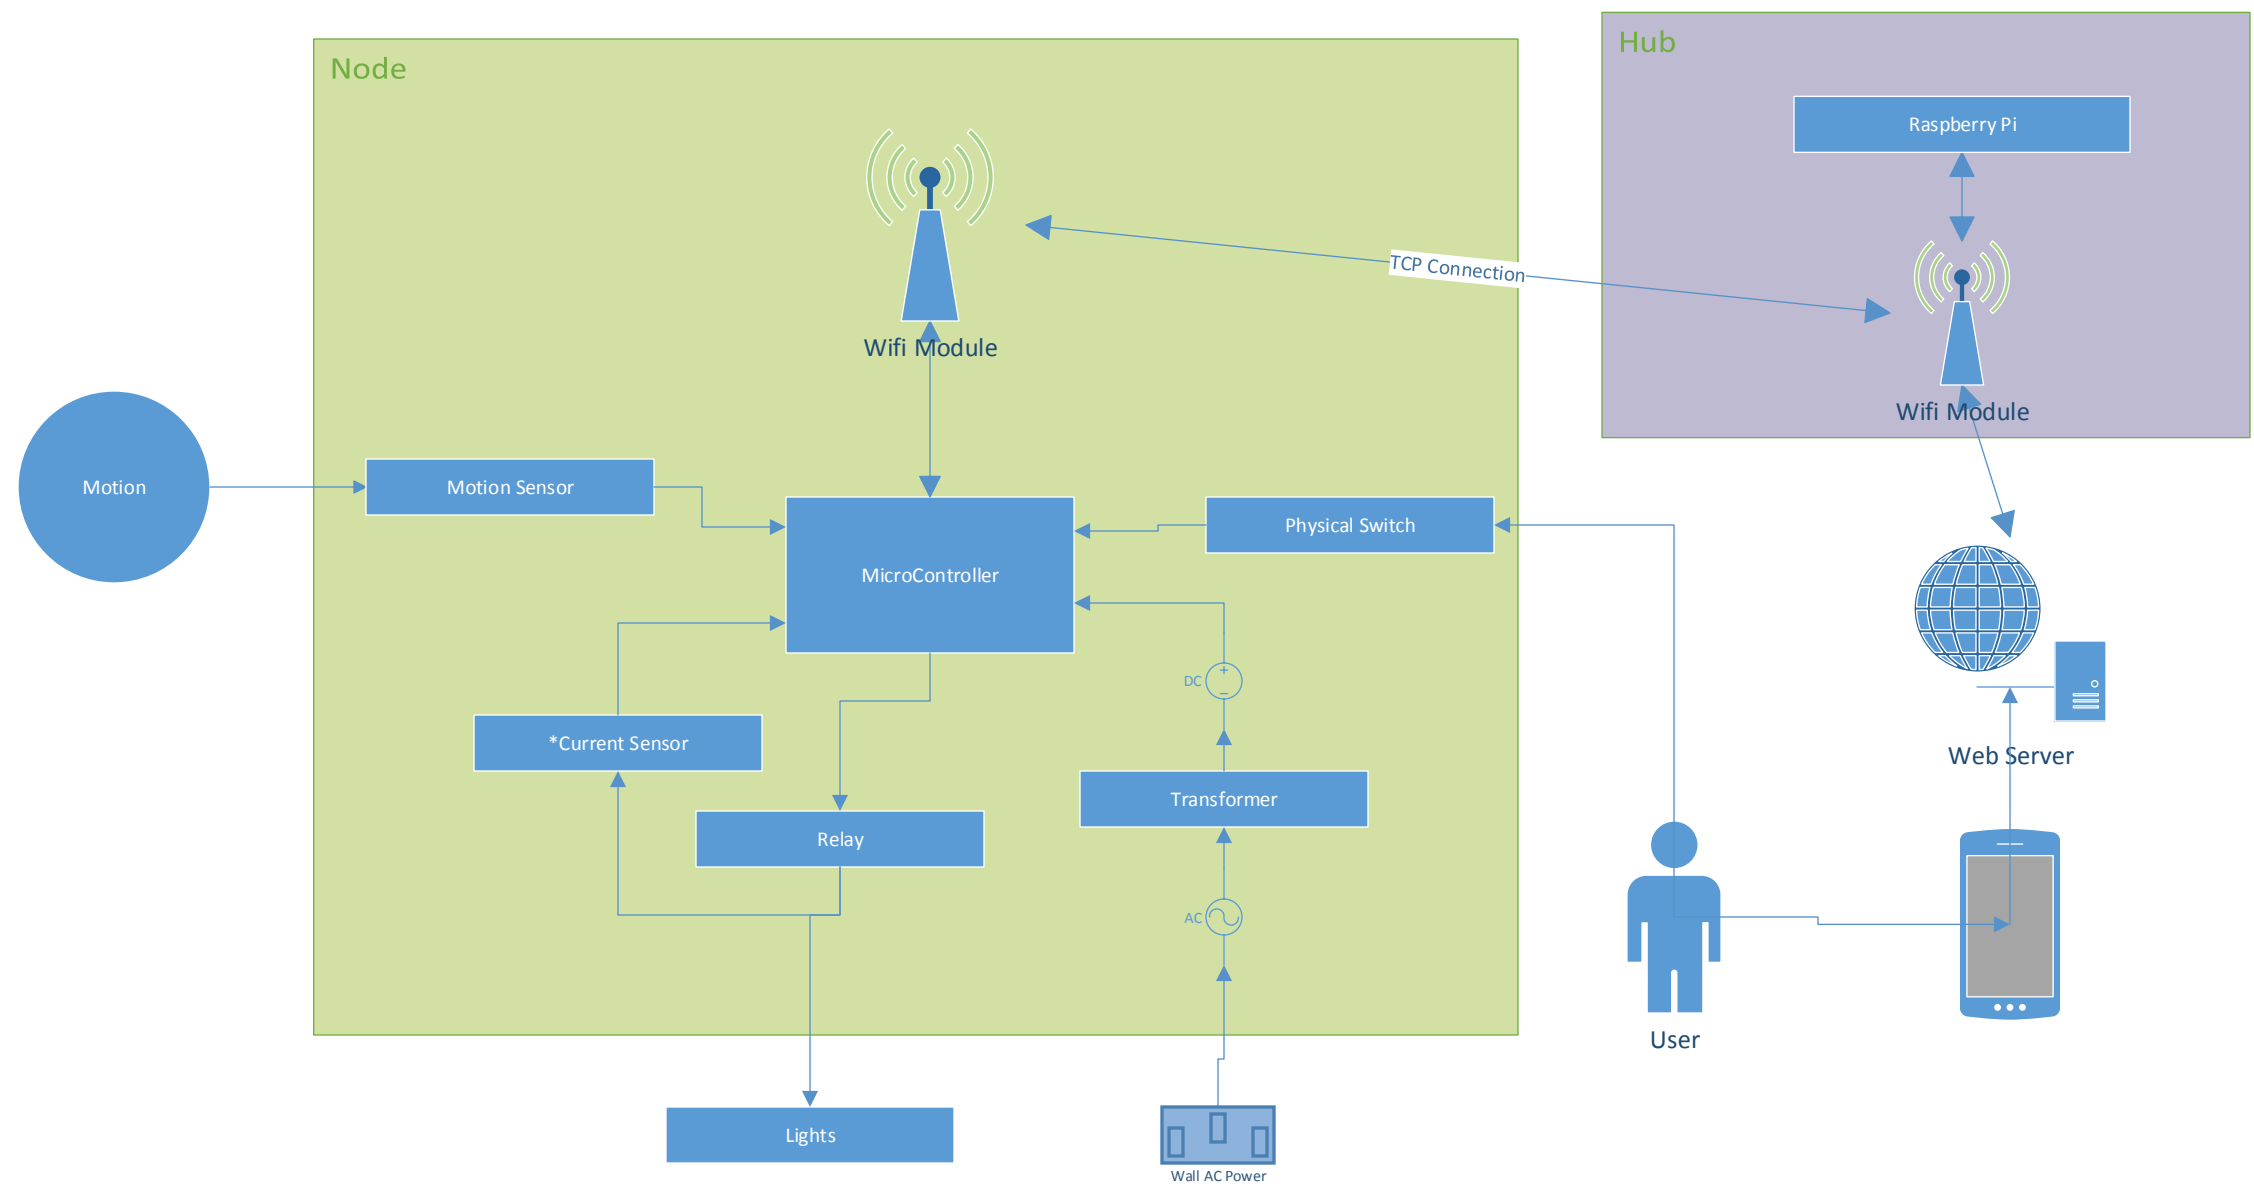 Node
Hub
Raspberry Pi
TCP Connection
Wifi Module
Wifi Module
Motion
Motion Sensor
Physical Switch
MicroController
DC
*Current Sensor
Web Server
Transformer
Relay
AC
User
Lights
Wall AC Power